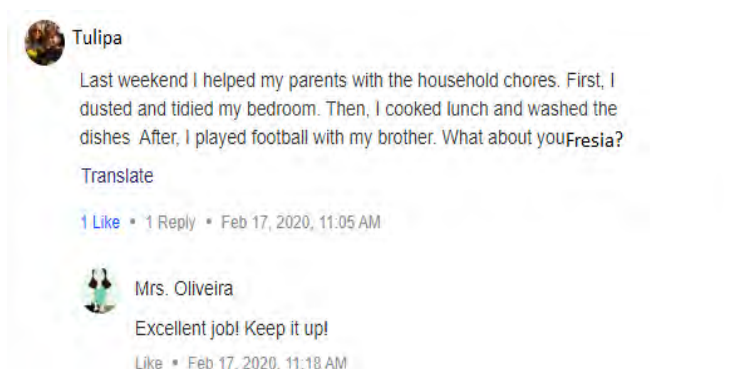 Tulipa
Last weekend I helped my parents with the household chores. First, I
dusted and tidied my bedroom. Then, I cooked lunch and washed the
dishes After, I played football with my brother. What about youFresia?
Translate
1 Like • 1 Reply • Feb 17, 2020, 11:05 AM
Mrs. Oliveira
Excellent job! Keep it up!
Like • Feb 17, 2020, 11:18 AM